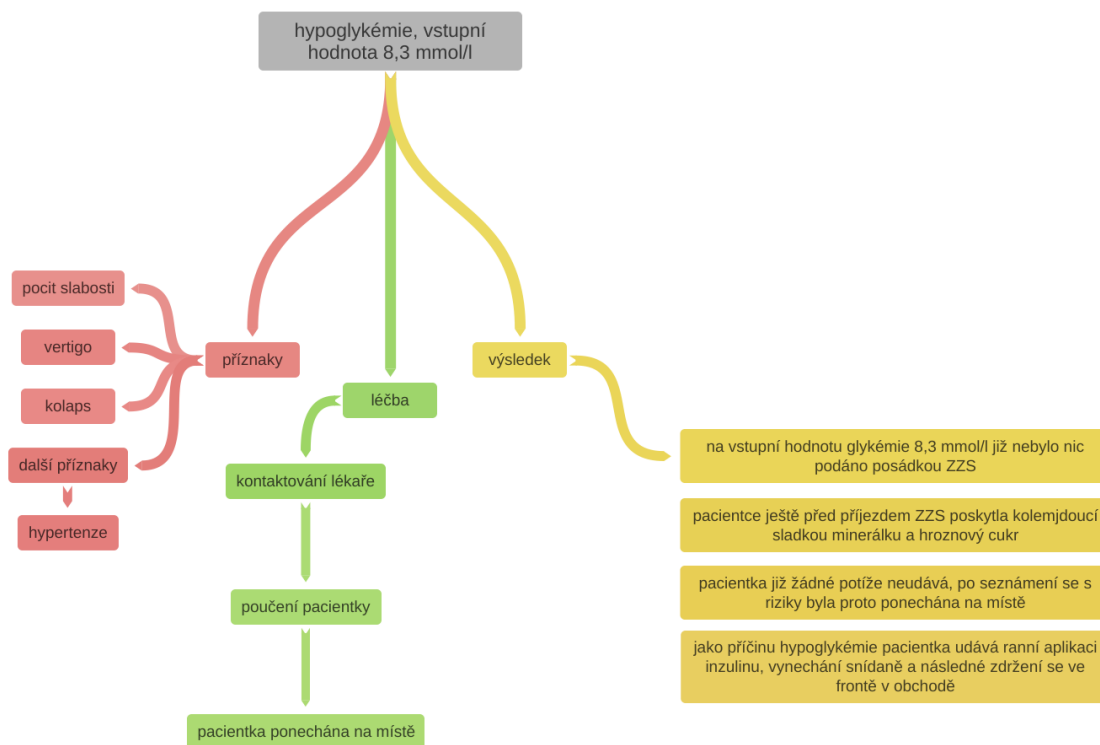 hypoglykémie, vstupní
hodnota 8,3 mmol/l
pocit slabosti
vertigo
kolaps
další příznaky
hypertenze
příznaky
léčba
kontaktování lékaře
poučení pacientky
pacientka ponechána na místě
výsledek
na vstupní hodnotu glykémie 8,3 mmol/l již nebylo nic
podáno posádkou ZZS
pacientce ještě před příjezdem ZZS poskytla kolemjdoucí
sladkou minerálku a hroznový cukr
pacientka již žádné potíže neudává, po seznámení se s
riziky byla proto ponechána na místě
jako příčinu hypoglykémie pacientka udává ranní aplikaci
inzulinu, vynechání snídaně a následné zdržení se ve
frontě v obchodě